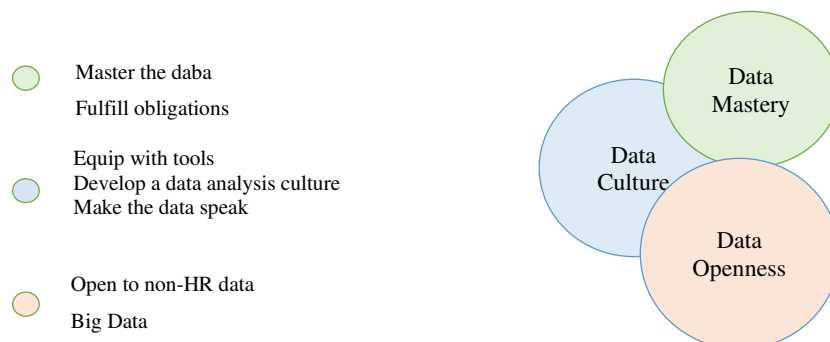 Master the daba
Fulfill obligations
Equip with tools
Develop a data analysis culture
Make the data speak
Open to non-HR data
Big Data
Data
Mastery
Data
Culture
Data
Openness